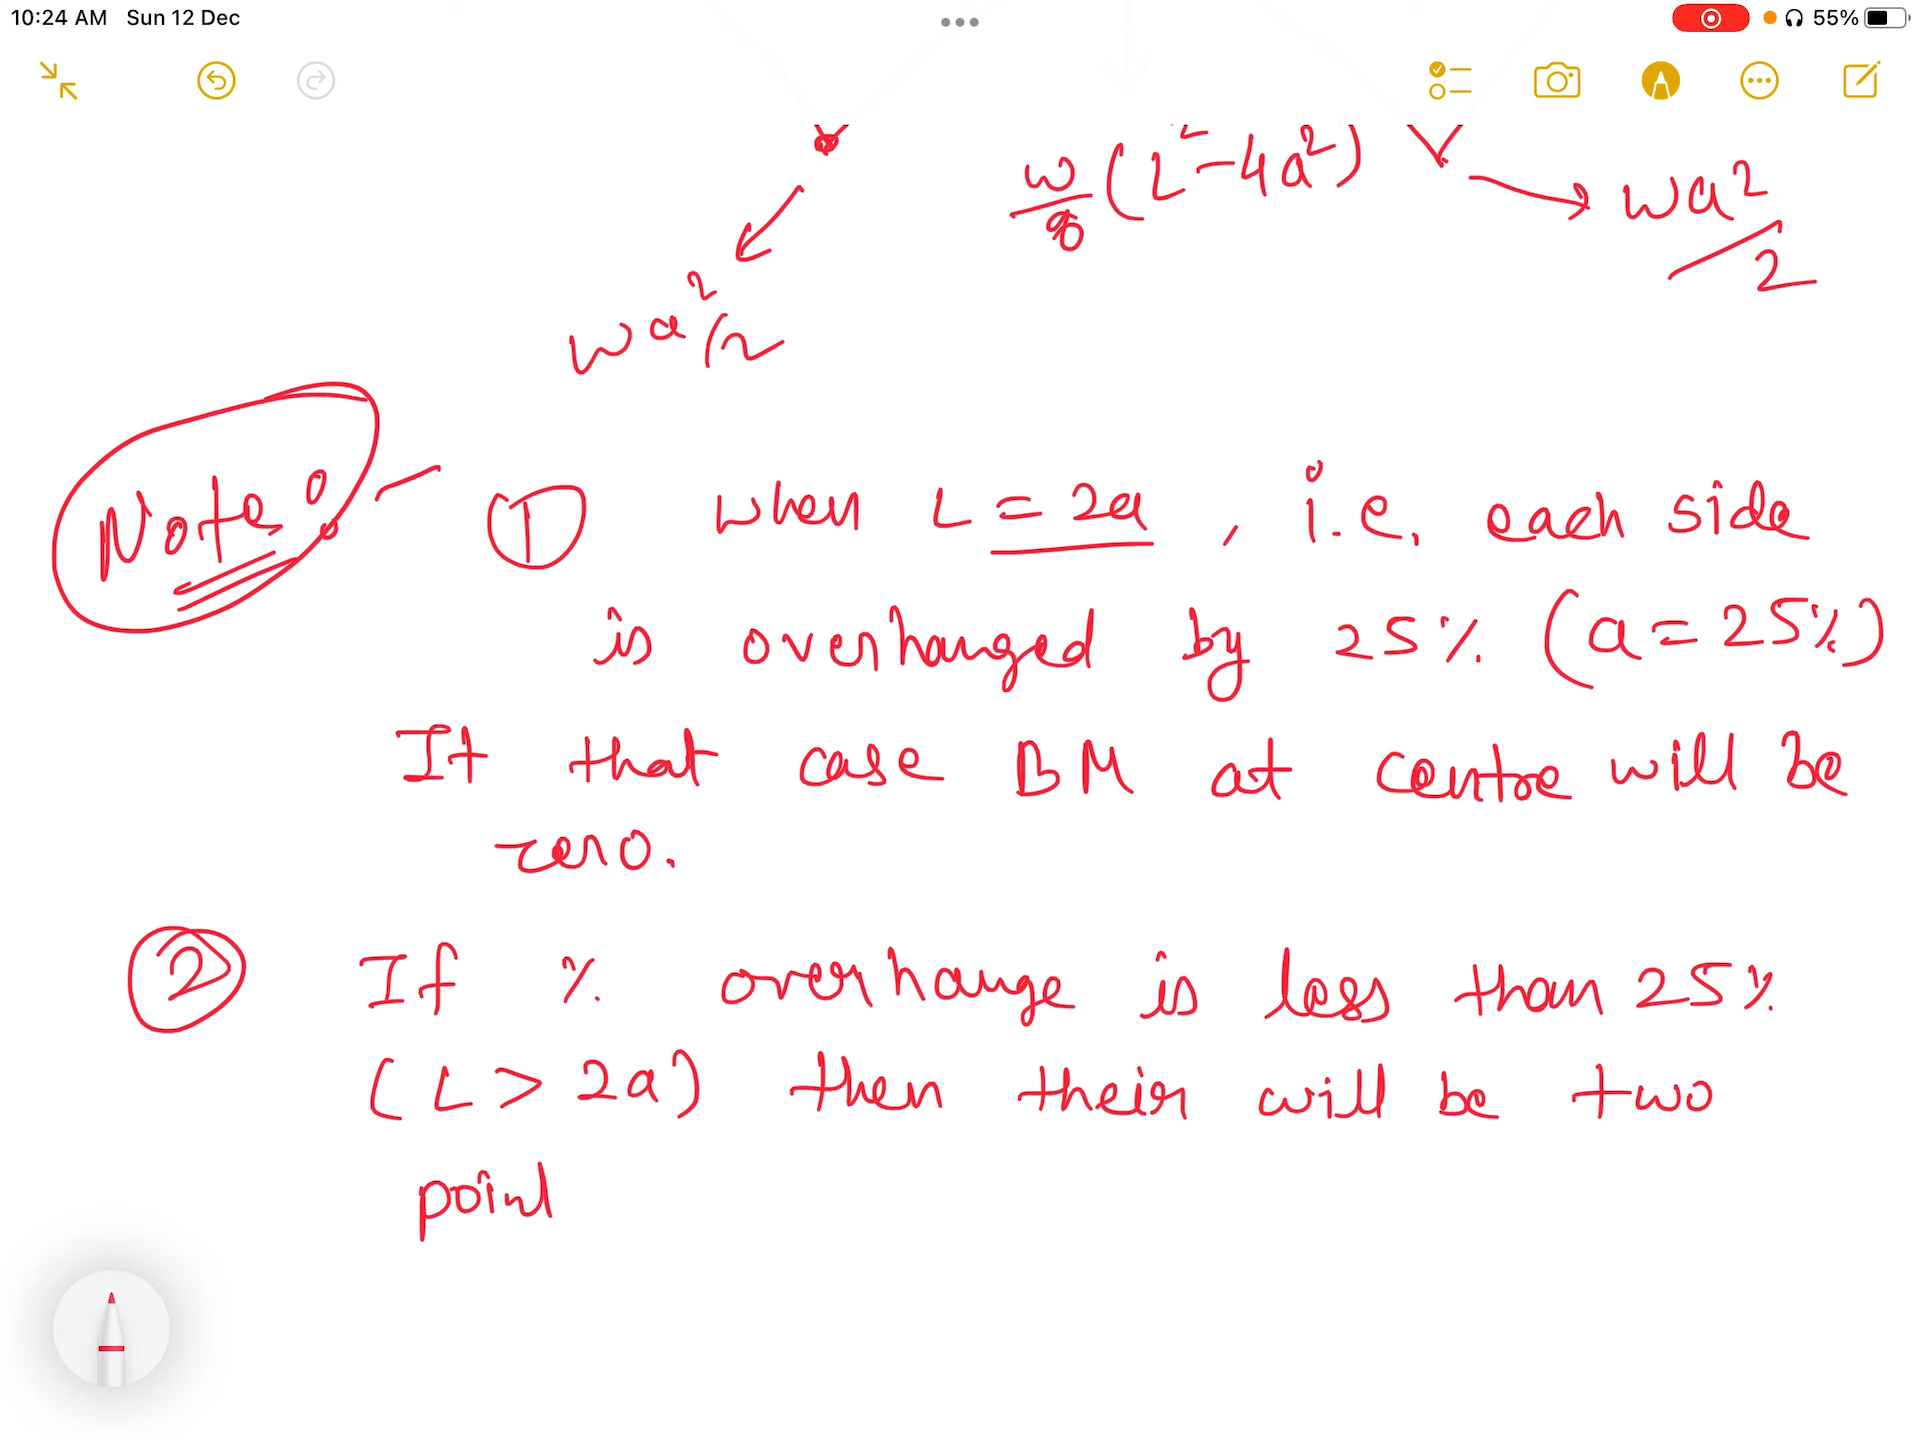 10:24 AM Sun 12 Dec
55%
w/8 (L²-4a²)
wa²/2
wa²/2
Note :- ① when L = 2a, i.e. each side
is overhanged by 25% (a = 25%)
It that case BM at centre will be
zero.
② If % overhange is less than 25%
(L > 2a) then their will be two
point